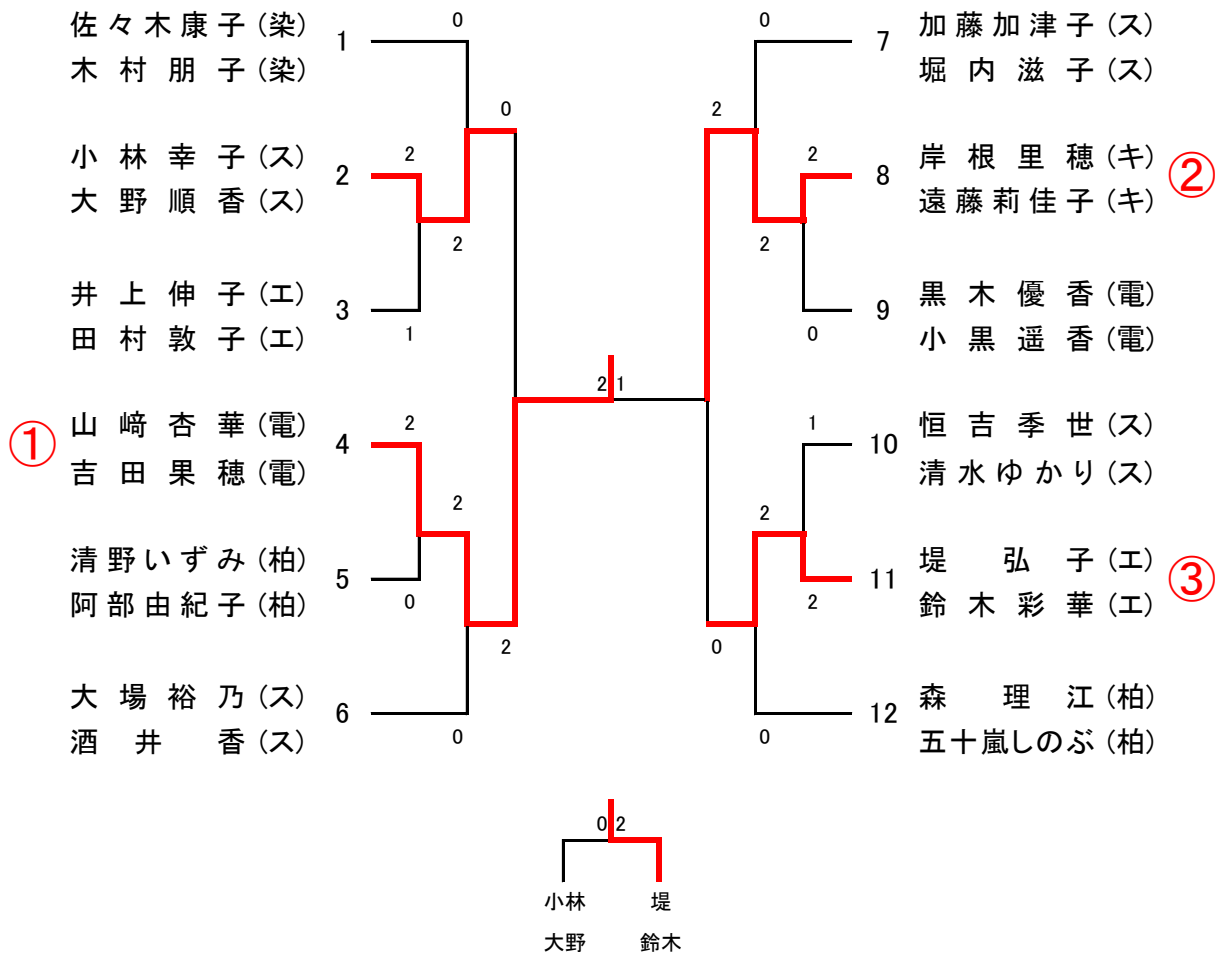 佐々木康子(染) 1 0 0 7 加藤加津子(ス)
木村朋子(染) 堀内滋子(ス)
0 2
小林幸子(ス) 2 2 2 8 岸根里穂(キ) ②
大野順香(ス) 遠藤莉佳子(キ)
2 2
井上伸子(エ) 3 9 黒木優香(電)
田村敦子(エ) 1 0 小黒遥香(電)
2 1
① 山﨑杏華(電) 4 2 1 10 恒吉季世(ス)
吉田果穂(電) 清水ゆかり(ス)
2 2
清野いずみ(柏) 5 11 堤弘子(エ) ③
阿部由紀子(柏) 0 2 鈴木彩華(エ)
2 0
大場裕乃(ス) 6 12 森理江(柏)
酒井香(ス) 0 0 五十嵐しのぶ(柏)
0 2
小林 堤
大野 鈴木